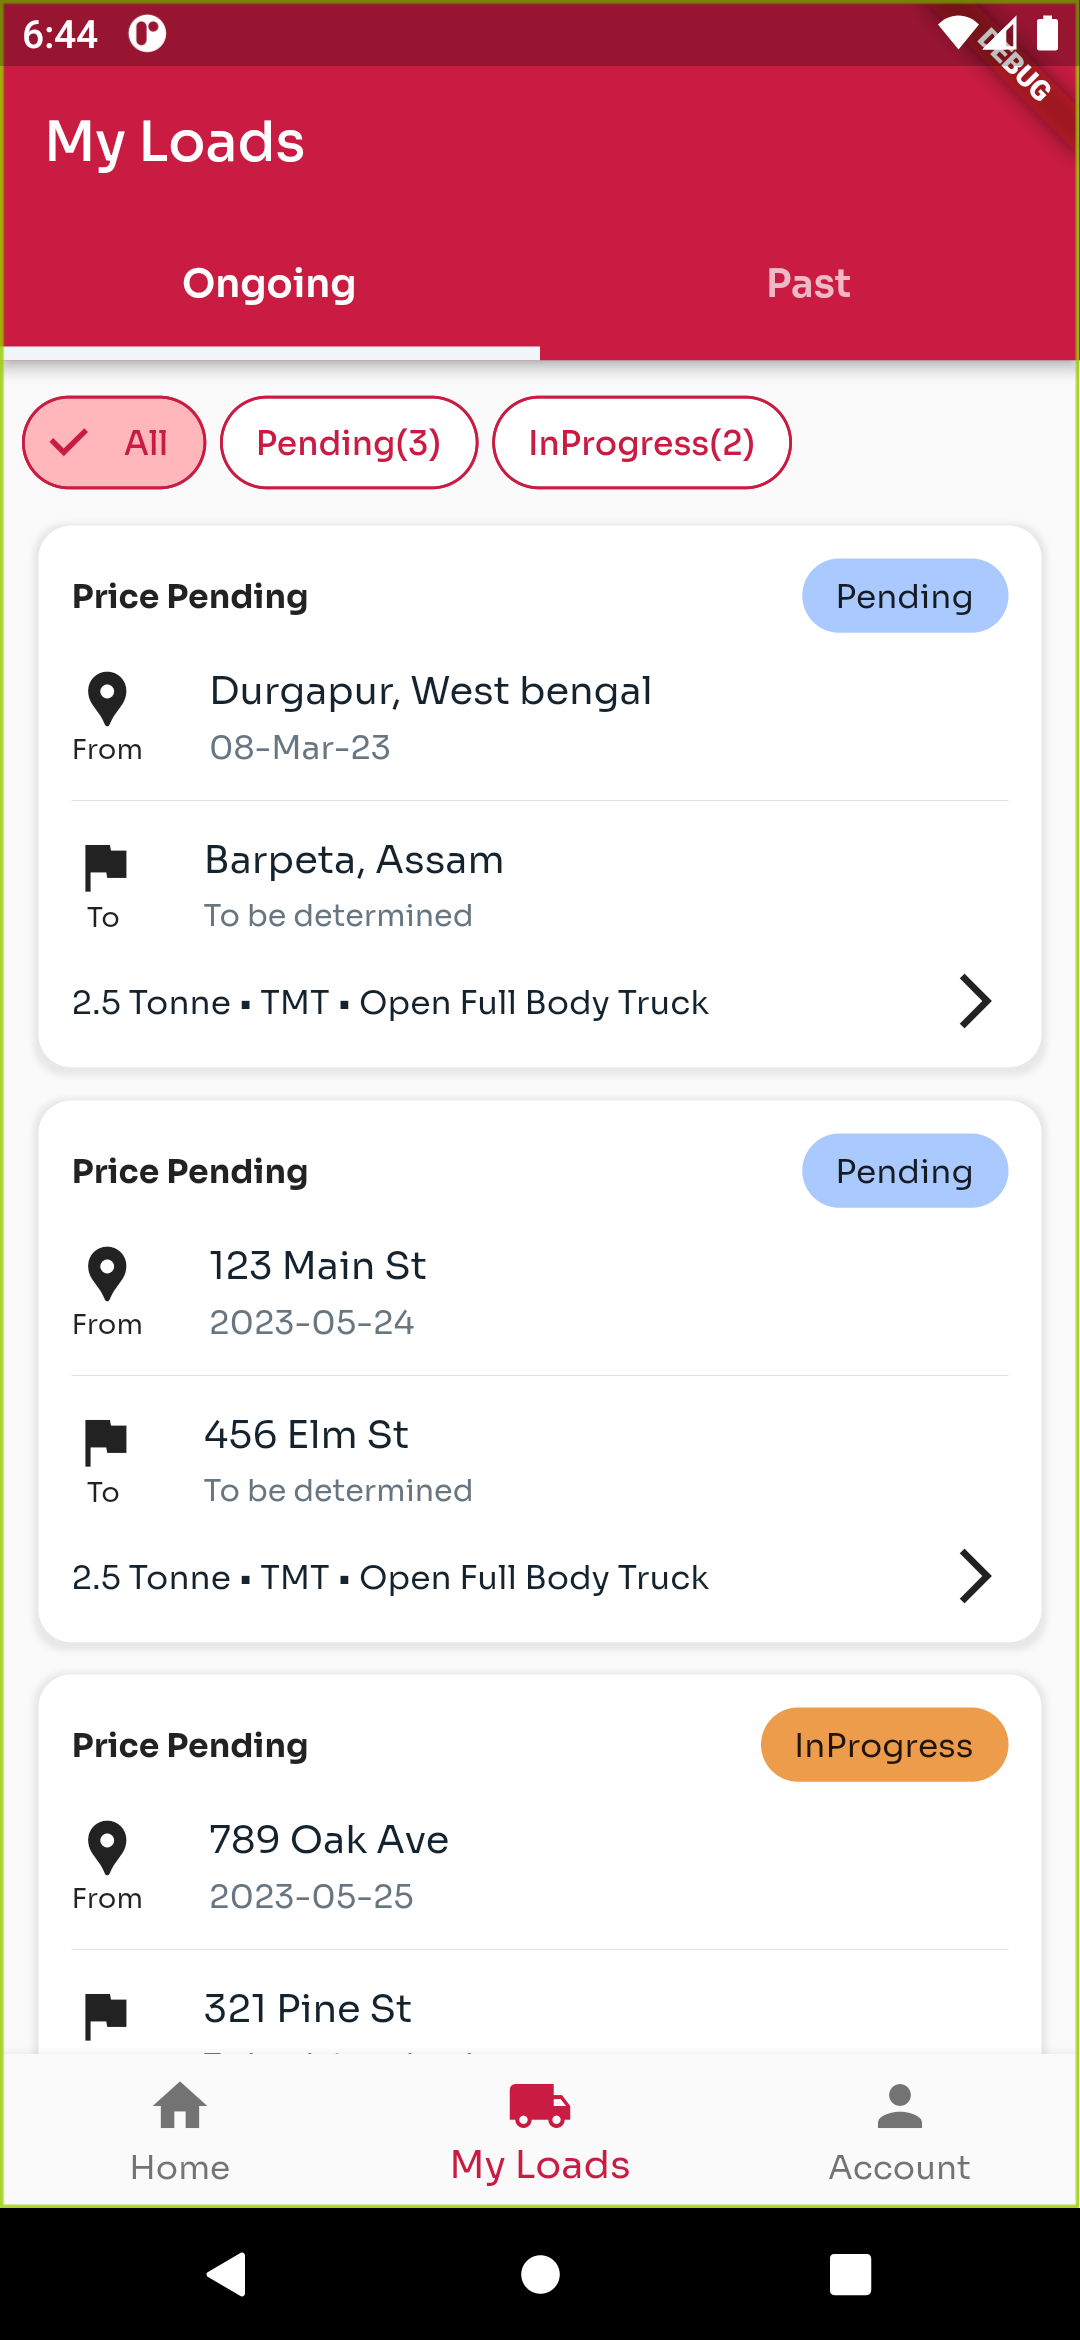 6:44
DEBUG
My Loads
Ongoing Past
All Pending(3) InProgress(2)
Price Pending Pending
Durgapur, West bengal
From 08-Mar-23
Barpeta, Assam
To To be determined
2.5 Tonne ▪ TMT ▪ Open Full Body Truck
Price Pending Pending
123 Main St
From 2023-05-24
456 Elm St
To To be determined
2.5 Tonne ▪ TMT ▪ Open Full Body Truck
Price Pending InProgress
789 Oak Ave
From 2023-05-25
321 Pine St
Home My Loads Account